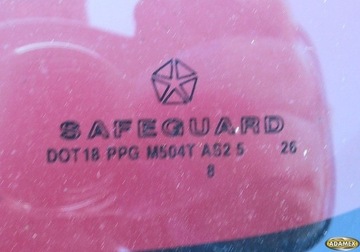 SAFEGUARD
DOT18 PPG M504T AS2 5 26
8
ADAMEX